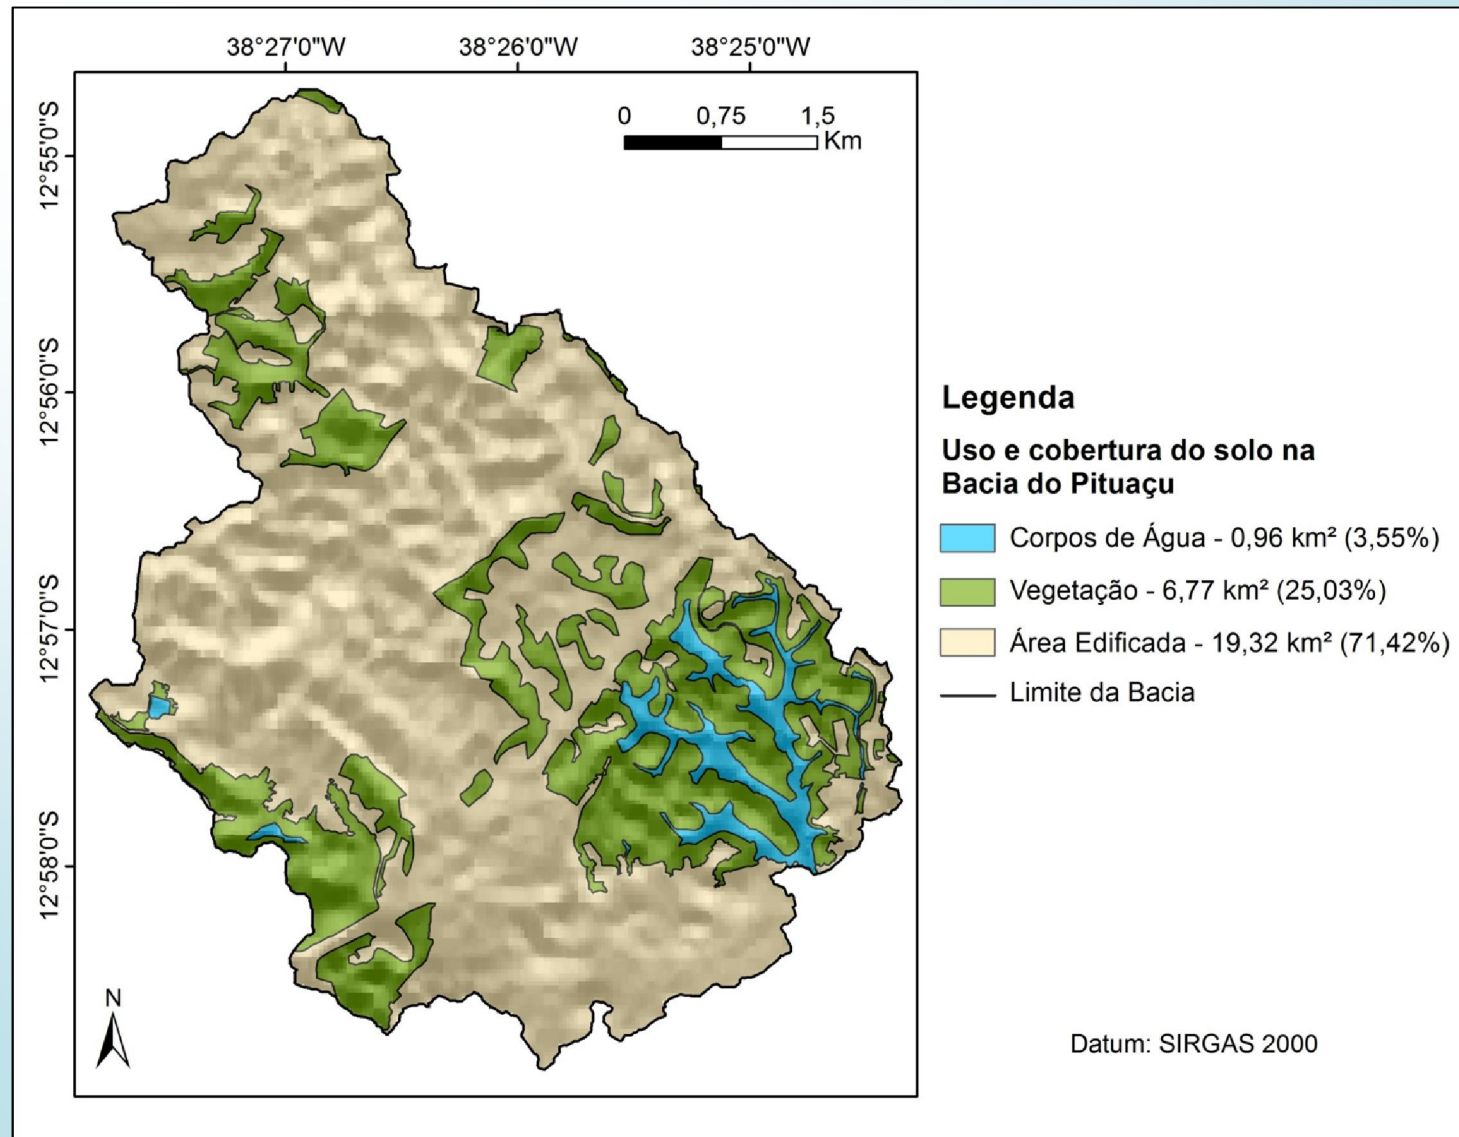 38°27'0"W 38°26'0"W 38°25'0"W
0 0,75 1,5
Km
12°55'0"S
12°56'0"S
12°57'0"S
12°58'0"S
N
Legenda
Uso e cobertura do solo na
Bacia do Pituaçu
Corpos de Água - 0,96 km² (3,55%)
Vegetação - 6,77 km² (25,03%)
Área Edificada - 19,32 km² (71,42%)
Limite da Bacia
Datum: SIRGAS 2000